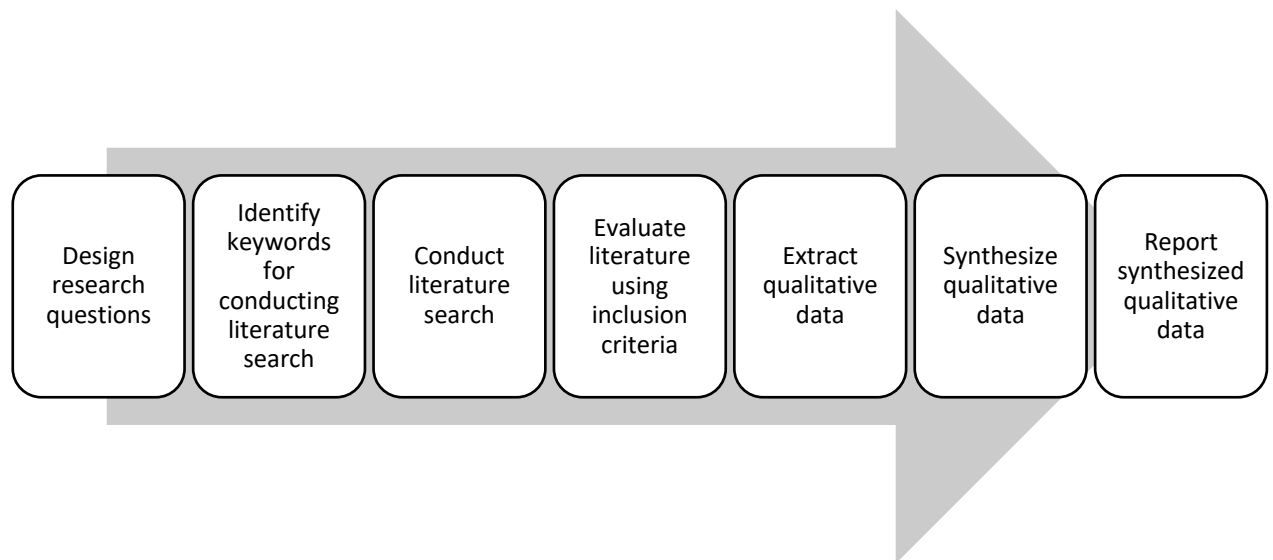 Design
research
questions
Identify
keywords
for
conducting
literature
search
Conduct
literature
search
Evaluate
literature
using
inclusion
criteria
Extract
qualitative
data
Synthesize
qualitative
data
Report
synthesized
qualitative
data